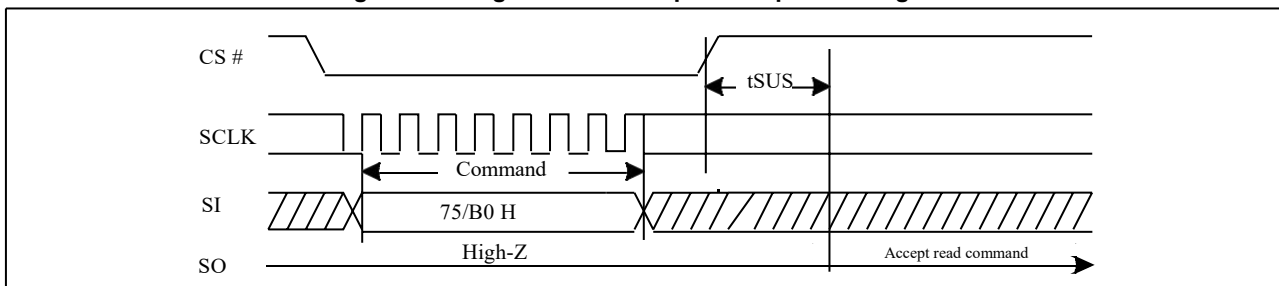 CS #
tSUS
SCLK
Command
SI
75/B0 H
High-Z
Accept read command
SO